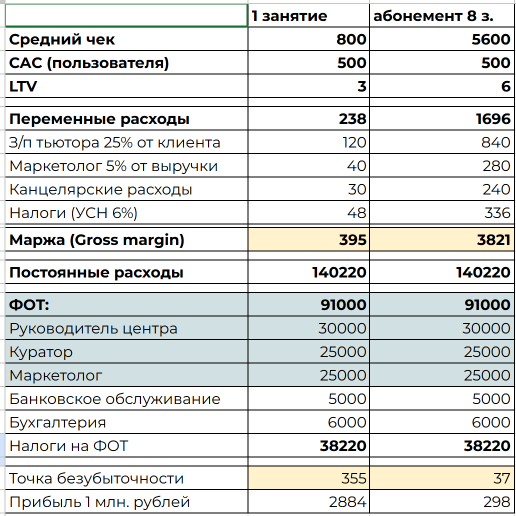 1 занятие абонемент 8 з.
Средний чек 800 5600
CAC (пользователя) 500 500
LTV 3 6
Переменные расходы 238 1696
З/п тьютора 25% от клиента 120 840
Маркетолог 5% от выручки 40 280
Канцелярские расходы 30 240
Налоги (УСН 6%) 48 336
Маржа (Gross margin) 395 3821
Постоянные расходы 140220 140220
ФОТ: 91000 91000
Руководитель центра 30000 30000
Куратор 25000 25000
Маркетолог 25000 25000
Банковское обслуживание 5000 5000
Бухгалтерия 6000 6000
Налоги на ФОТ 38220 38220
Точка безубыточности 355 37
Прибыль 1 млн. рублей 2884 298